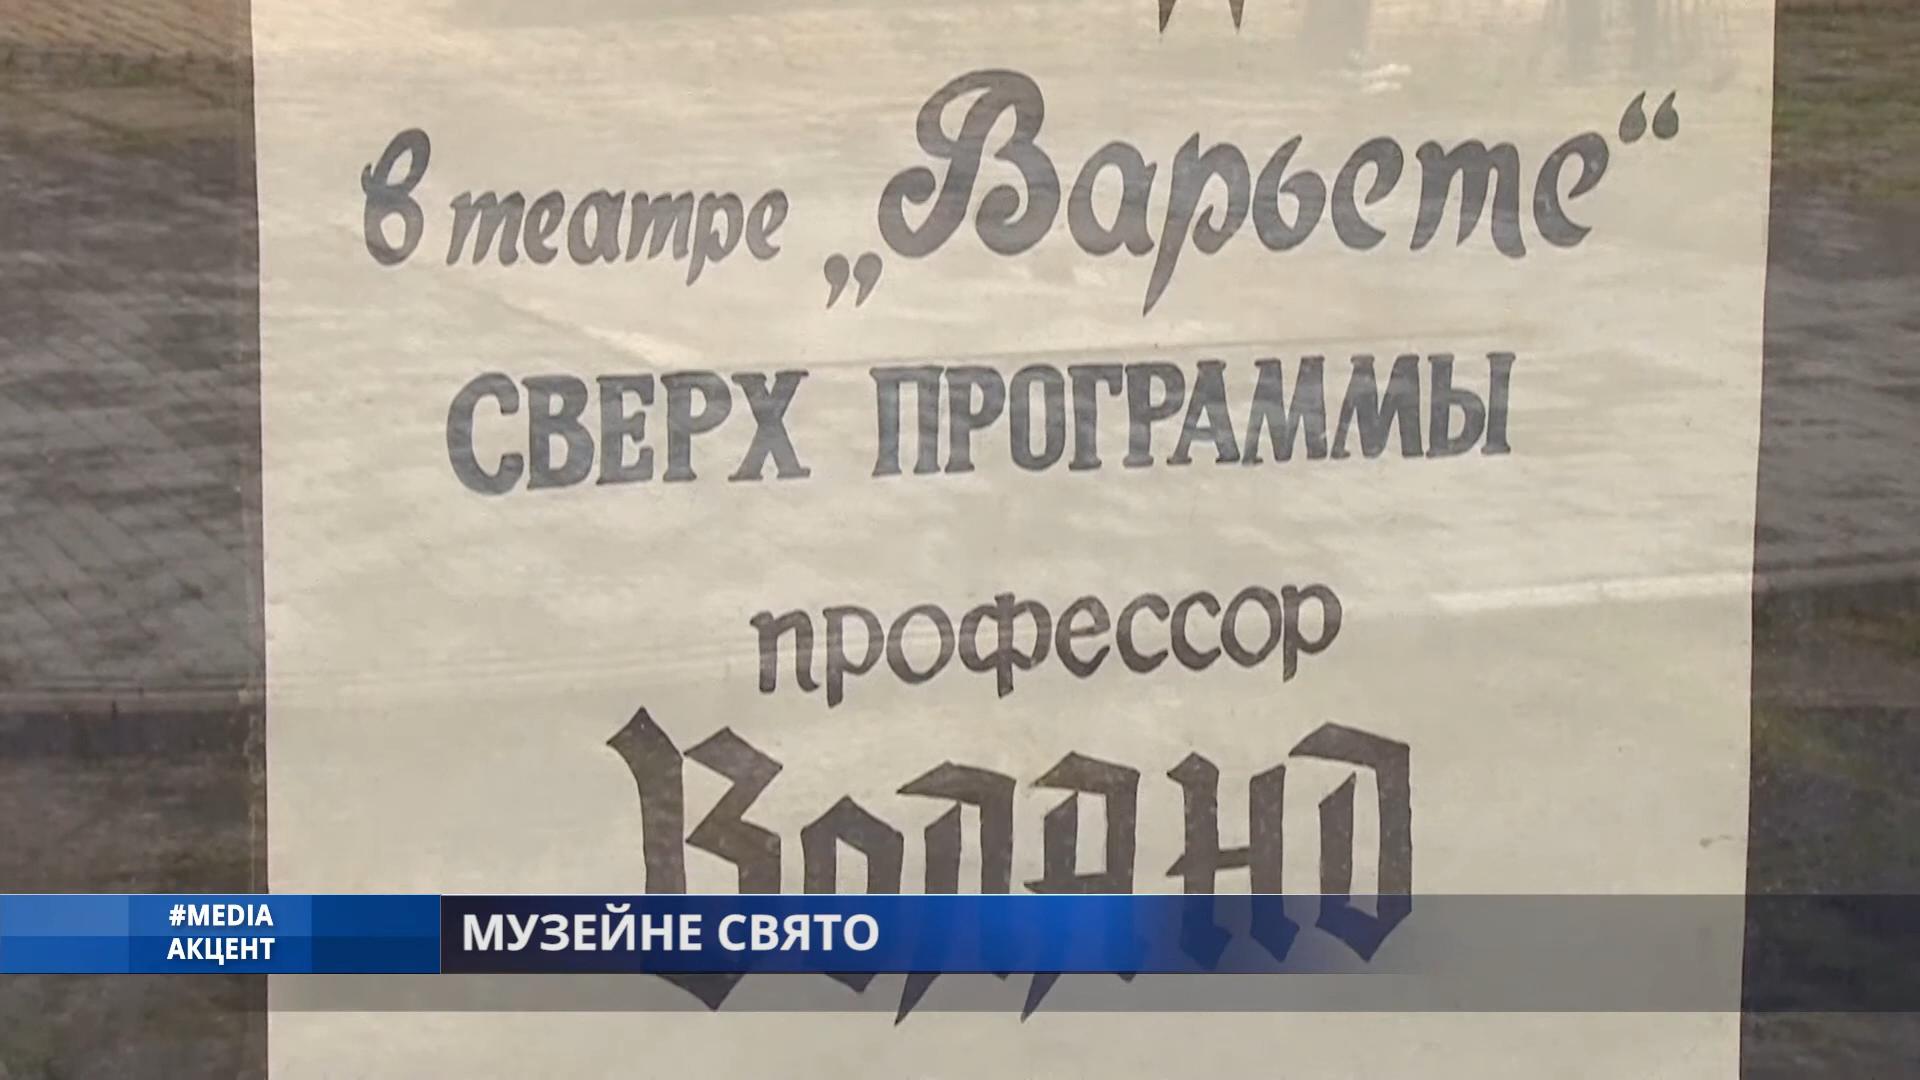 в театре „Варьете“
СВЕРХ ПРОГРАММЫ
профессор
Воланд
#MEDIA
АКЦЕНТ
МУЗЕЙНЕ СВЯТО